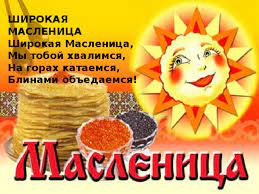 ШИРОКАЯ
МАСЛЕНИЦА
Широкая Масленица,
Мы тобой хвалимся,
На горах катаемся,
Блинами объедаемся!
Масленица